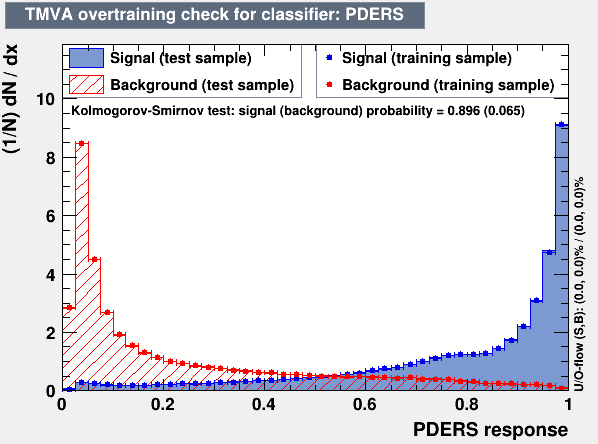 TMVA overtraining check for classifier: PDERS
Signal (test sample)
Background (test sample)
Signal (training sample)
Background (training sample)
Kolmogorov-Smirnov test: signal (background) probability = 0.896 (0.065)
(1/N) dN / dx
10
8
6
4
2
0
0 0.2 0.4 0.6 0.8 1
PDERS response
U/O-flow (S,B): (0.0, 0.0)% / (0.0, 0.0)%